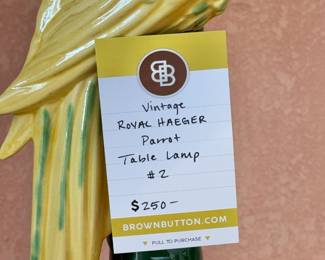 BB
Vintage
ROYAL HAEGER
Parrot
Table Lamp
#2
$250-
BROWNBUTTON.COM
▼ PULL TO PURCHASE ▼